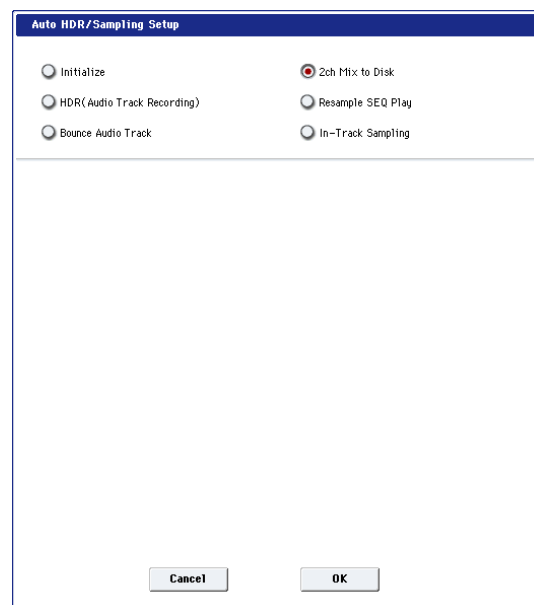 Auto HDR/Sampling Setup
Initialize
2ch Mix to Disk
HDR(Audio Track Recording)
Resample SEQ Play
Bounce Audio Track
In-Track Sampling
Cancel
OK